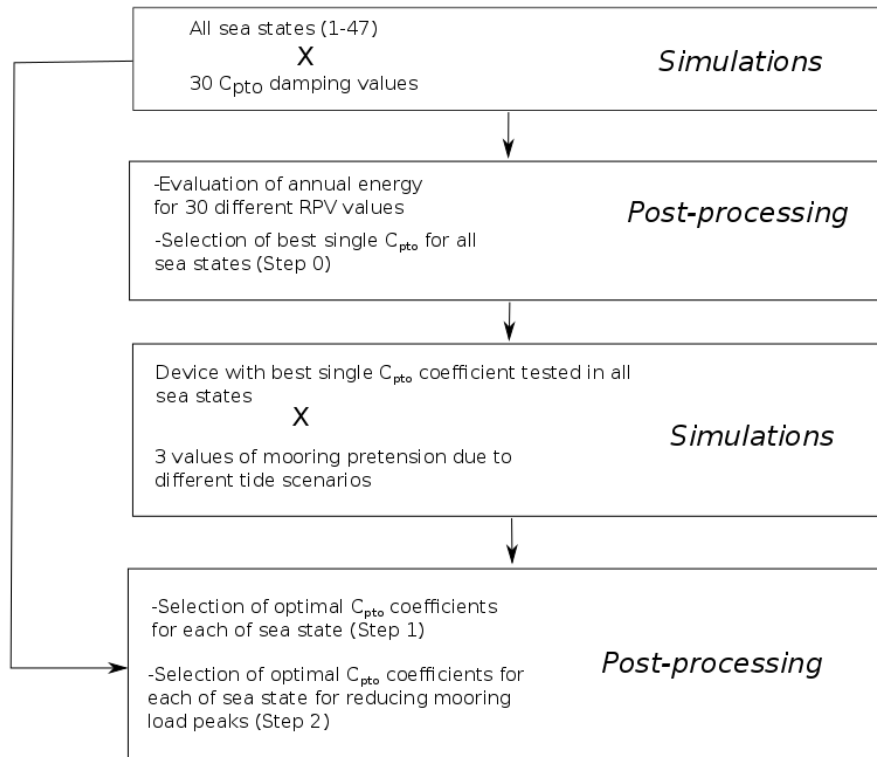 All sea states (1-47)
X
30 Cpto damping values
Simulations
-Evaluation of annual energy
for 30 different RPV values
-Selection of best single Cpto for all
sea states (Step 0)
Post-processing
Device with best single Cpto coefficient tested in all
sea states
X
3 values of mooring pretension due to
different tide scenarios
Simulations
-Selection of optimal Cpto coefficients
for each of sea state (Step 1)
-Selection of optimal Cpto coefficients for
each of sea state for reducing mooring
load peaks (Step 2)
Post-processing